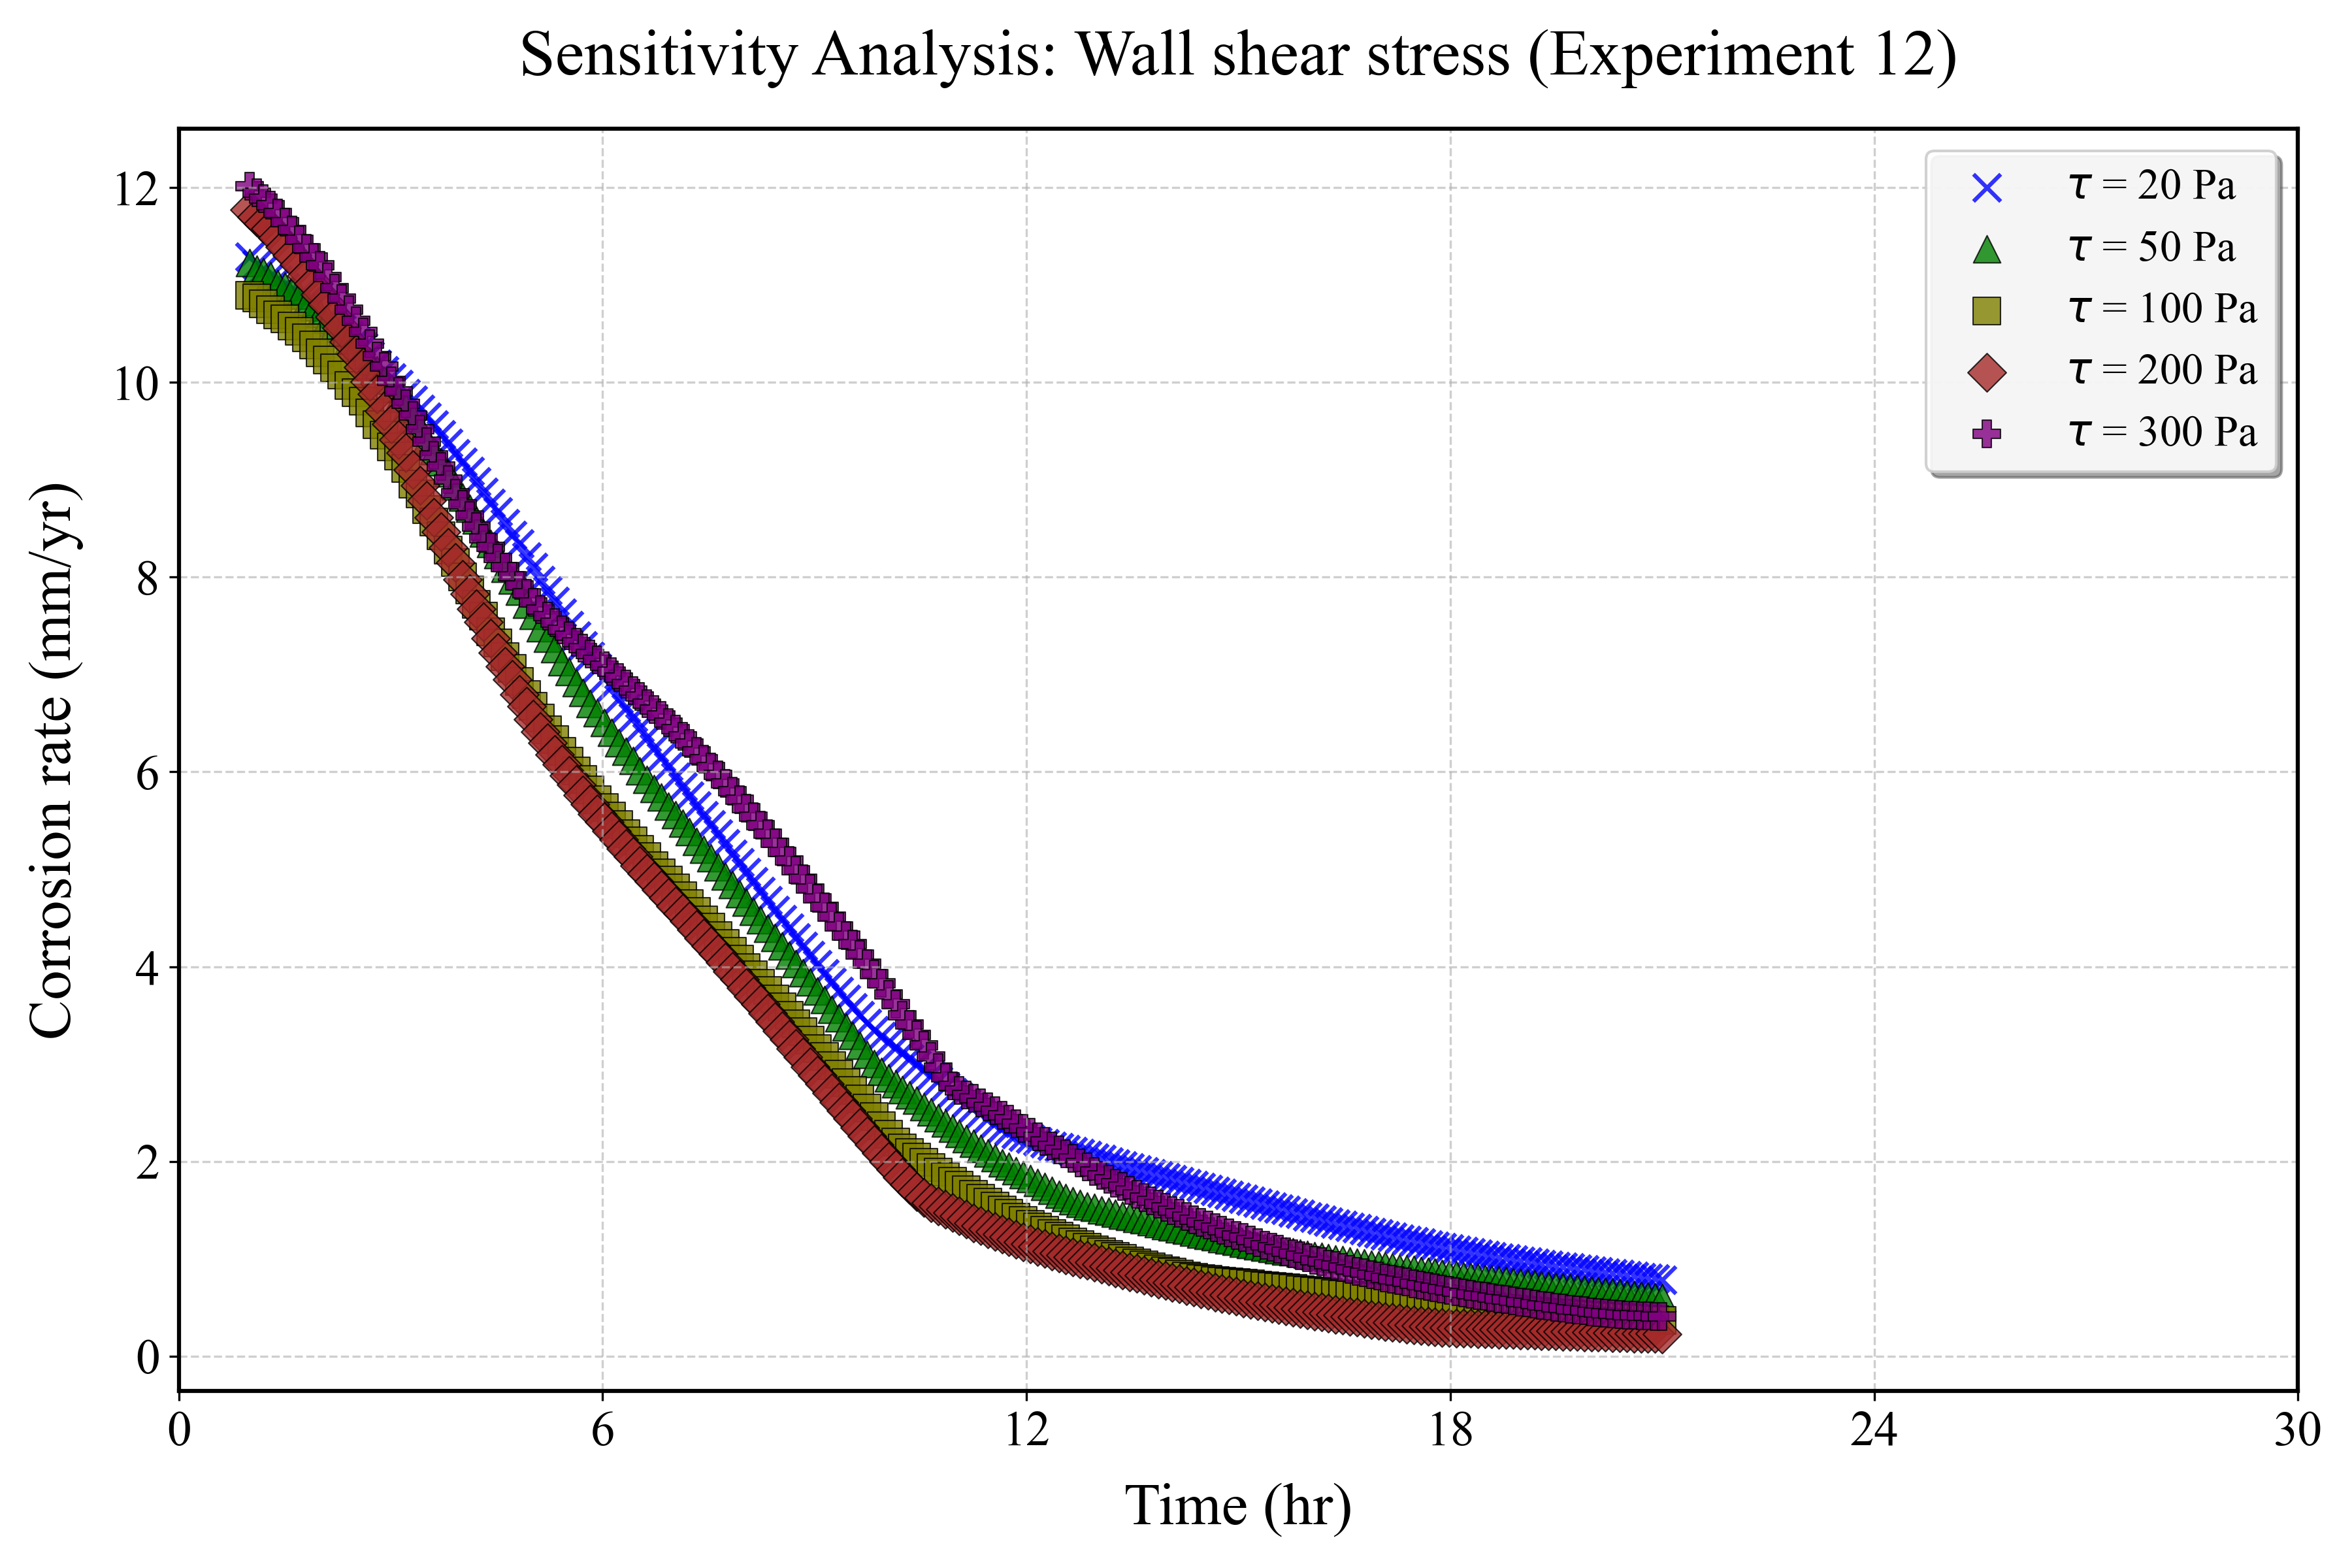 Sensitivity Analysis: Wall shear stress (Experiment 12)
τ = 20 Pa
τ = 50 Pa
τ = 100 Pa
τ = 200 Pa
τ = 300 Pa
Corrosion rate (mm/yr)
12
10
8
6
4
2
0
0 6 12 18 24 30
Time (hr)